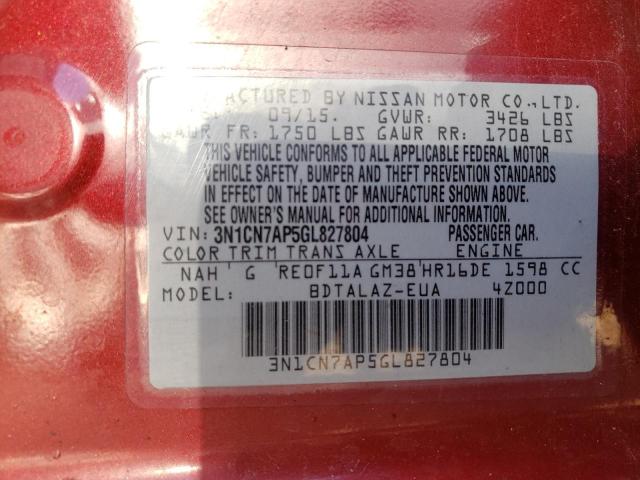 ACTURED BY NISSAN MOTOR CO.,LTD.
09/15. GVWR: 3426 LBS
GAWR FR: 1750 LBS GAWR RR: 1708 LBS
THIS VEHICLE CONFORMS TO ALL APPLICABLE FEDERAL MOTOR
VEHICLE SAFETY, BUMPER AND THEFT PREVENTION STANDARDS
IN EFFECT ON THE DATE OF MANUFACTURE SHOWN ABOVE.
SEE OWNER'S MANUAL FOR ADDITIONAL INFORMATION.
VIN: 3N1CN7AP5GL827804 PASSENGER CAR.
COLOR TRIM TRANS AXLE ENGINE
NAH G RE0F11A GM38 HR16DE 1598 CC
MODEL: BDTALAZ-EUA 4Z000
3N1CN7AP5GL827804